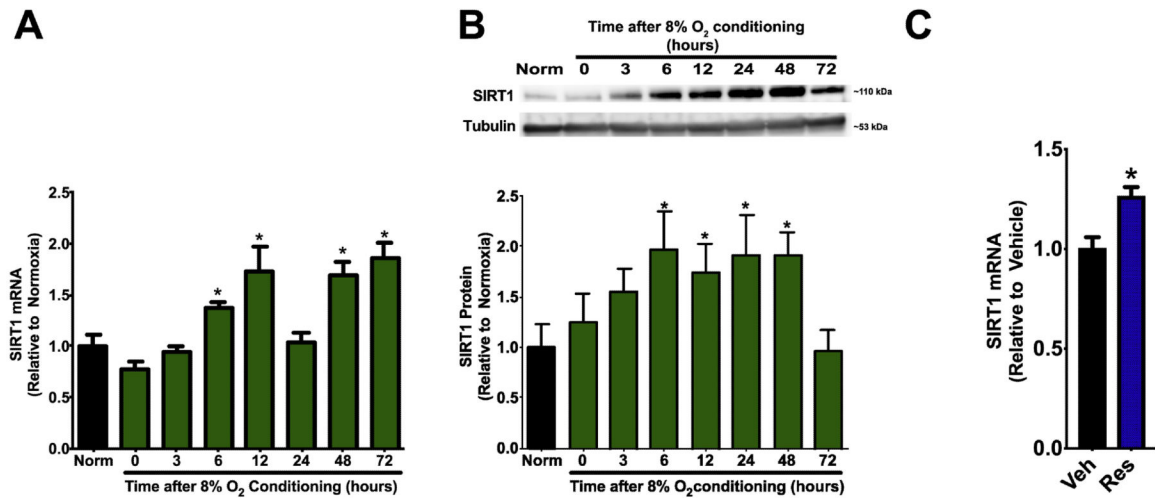 A
B
C
Time after 8% O2 conditioning
(hours)
Norm 0 3 6 12 24 48 72
SIRT1 ~110 kDa
Tubulin ~53 kDa
SIRT1 mRNA
(Relative to Normoxia)
2.5
2.0
1.5
1.0
0.5
0.0
* * * *
Norm 0 3 6 12 24 48 72
Time after 8% O2 Conditioning (hours)
SIRT1 Protein
(Relative to Normoxia)
2.5
2.0
1.5
1.0
0.5
0.0
* * * *
Norm 0 3 6 12 24 48 72
Time after 8% O2conditioning (hours)
SIRT1 mRNA
(Relative to Vehicle)
1.5
1.0
0.5
0.0
*
Veh Res